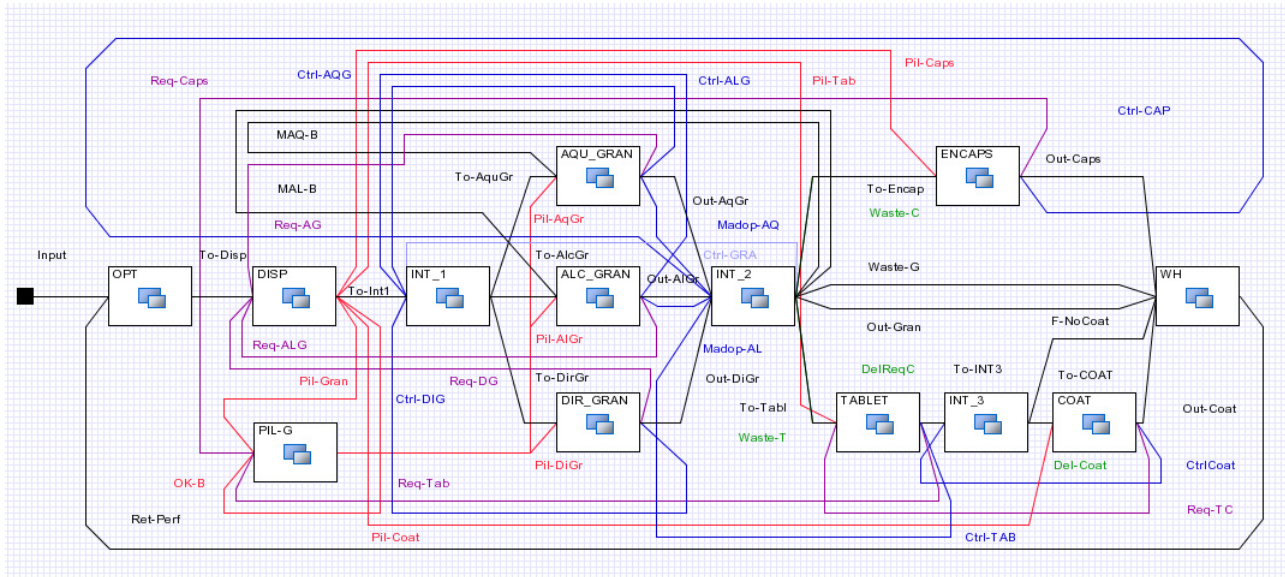 Pil-Caps
Ctrl-AQG
Ctrl-ALG
Req-Caps
Pil-Tab
Ctrl-CAP
MAQ-B
AQU_GRAN
ENCAPS
Out-Caps
To-AquGr
MAL-B
To-Encap
Out-AqGr
Waste-C
Pil-AqGr
Req-AG
Madop-AQ
Input
To-Disp
To-AlcGr
Ctrl-GRA
OPT
DISP
INT_1
ALC_GRAN
Out-AlGr
INT_2
Waste-G
WH
To-Int1
F-NoCoat
Out-Gran
Pil-AlGr
Req-ALG
Madop-AL
DelReqC
To-INT3
To-COAT
Pil-Gran
Req-DG
To-DirGr
Out-DiGr
Ctrl-DIG
DIR_GRAN
TABLET
INT_3
COAT
To-Tabl
Out-Coat
PIL-G
Waste-T
Pil-DiGr
Del-Coat
CtrlCoat
OK-B
Req-Tab
Req-TC
Ret-Perf
Pil-Coat
Ctrl-TAB